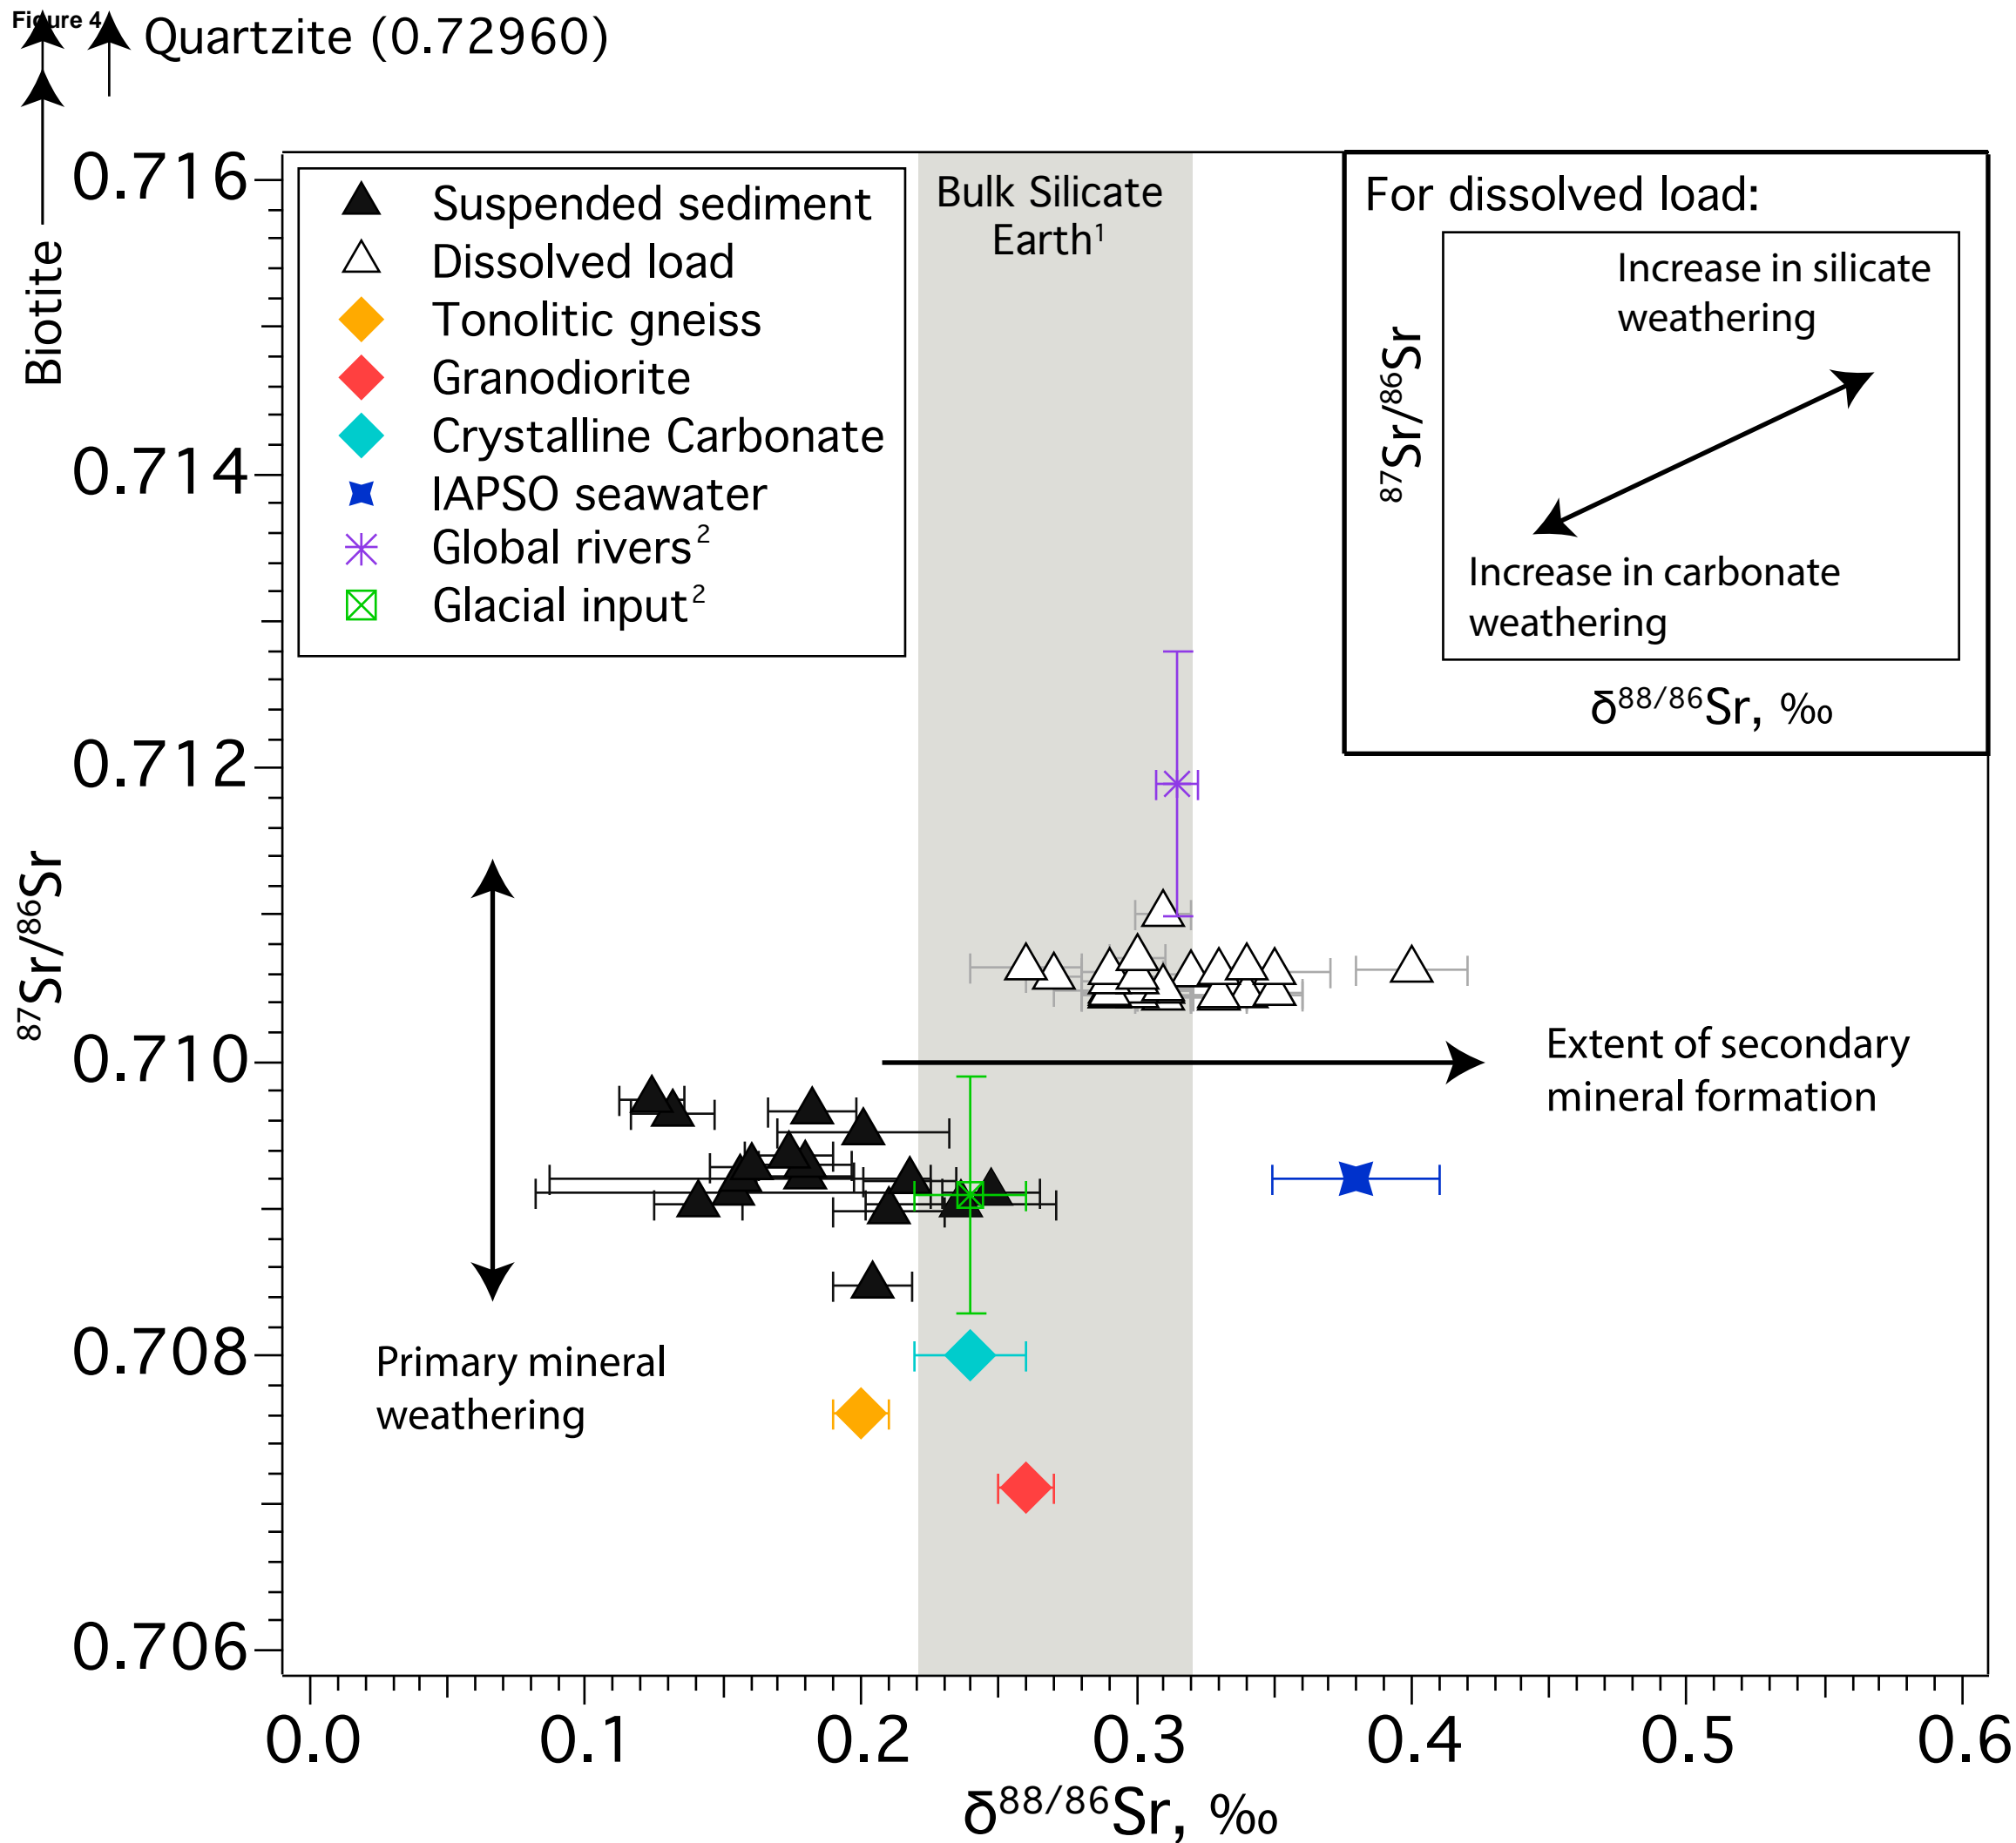 Figure 4
Quartzite (0.72960)
Biotite
0.716
0.714
0.712
0.710
0.708
0.706
⁸⁷Sr/⁸⁶Sr
Suspended sediment
Dissolved load
Tonolitic gneiss
Granodiorite
Crystalline Carbonate
IAPSO seawater
Global rivers²
Glacial input²
Bulk Silicate
Earth¹
For dissolved load:
Increase in silicate
weathering
⁸⁷Sr/⁸⁶Sr
Increase in carbonate
weathering
δ⁸⁸/⁸⁶Sr, ‰
Extent of secondary
mineral formation
Primary mineral
weathering
0.0 0.1 0.2 0.3 0.4 0.5 0.6
δ⁸⁸/⁸⁶Sr, ‰